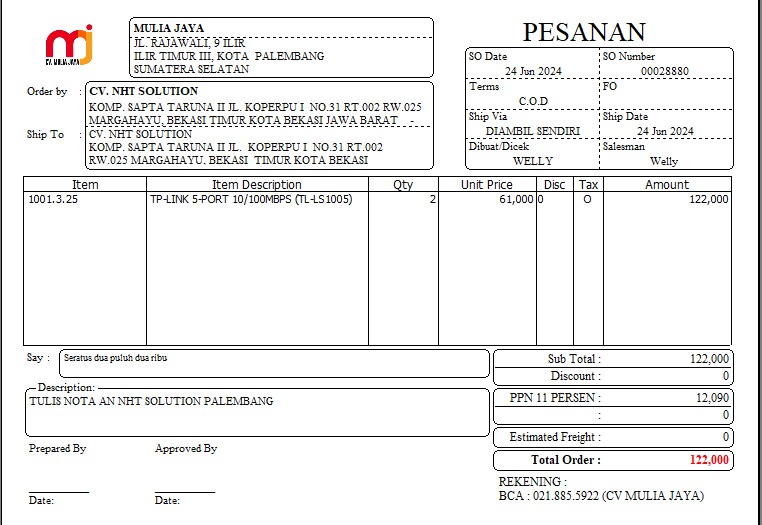 CV. MULIA JAYA
MULIA JAYA
JL. RAJAWALI, 9 ILIR
ILIR TIMUR III, KOTA PALEMBANG
SUMATERA SELATAN
PESANAN
Order by :
CV. NHT SOLUTION
KOMP. SAPTA TARUNA II JL. KOPERPU I NO.31 RT.002 RW.025
MARGAHAYU, BEKASI TIMUR KOTA BEKASI JAWA BARAT -
Ship To :
CV. NHT SOLUTION
KOMP. SAPTA TARUNA II JL. KOPERPU I NO.31 RT.002
RW.025 MARGAHAYU, BEKASI TIMUR KOTA BEKASI
SO Date SO Number
24 Jun 2024 00028880
Terms FO
C.O.D
Ship Via Ship Date
DIAMBIL SENDIRI 24 Jun 2024
Dibuat/Dicek Salesman
WELLY Welly
Item Item Description Qty Unit Price Disc Tax Amount
1001.3.25 TP-LINK 5-PORT 10/100MBPS (TL-LS1005) 2 61,000 0 O 122,000
Say : Seratus dua puluh dua ribu
Sub Total : 122,000
Discount : 0
Description:
TULIS NOTA AN NHT SOLUTION PALEMBANG
PPN 11 PERSEN : 12,090
: 0
Estimated Freight : 0
Total Order : 122,000
Prepared By Approved By
Date: Date:
REKENING :
BCA : 021.885.5922 (CV MULIA JAYA)